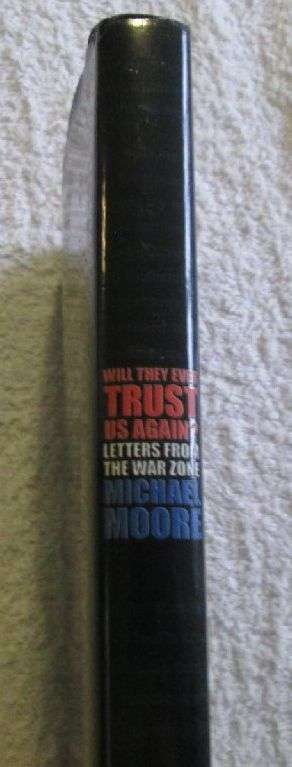 WILL THEY EVER
TRUST
US AGAIN?
LETTERS FROM
THE WAR ZONE
MICHAEL
MOORE